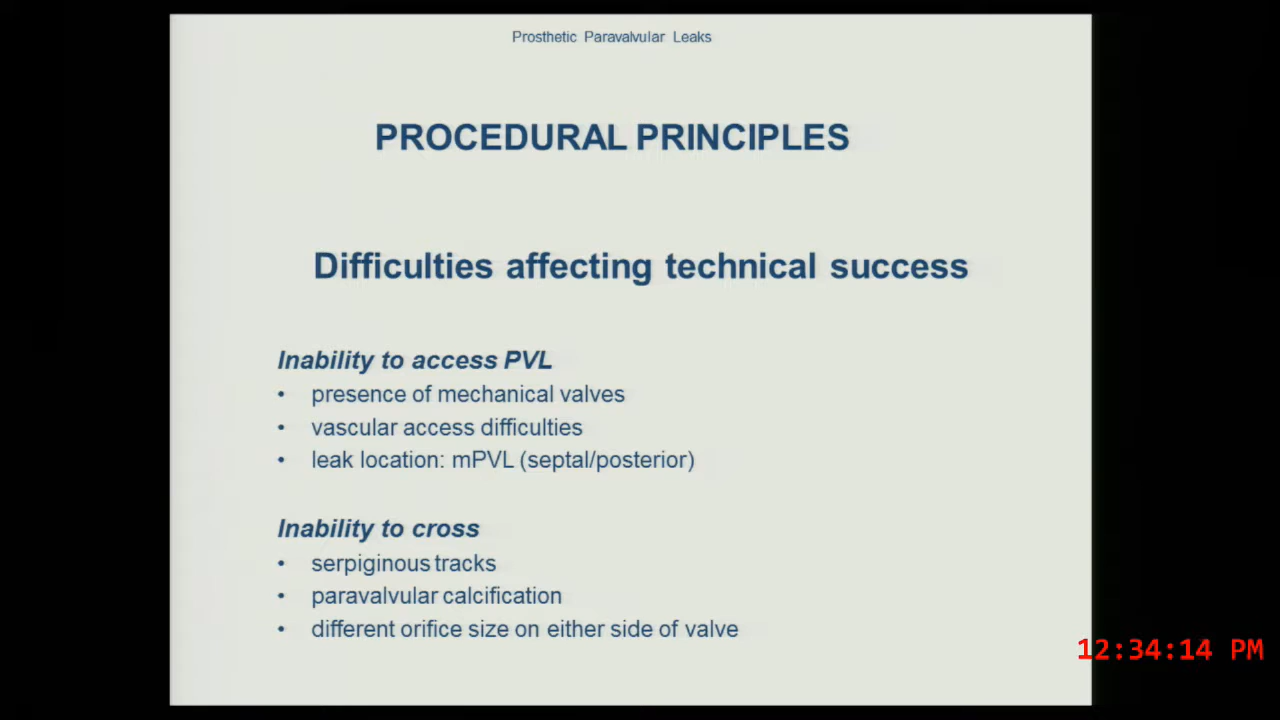 Prosthetic Paravalvular Leaks
PROCEDURAL PRINCIPLES
Difficulties affecting technical success
Inability to access PVL
• presence of mechanical valves
• vascular access difficulties
• leak location: mPVL (septal/posterior)
Inability to cross
• serpiginous tracks
• paravalvular calcification
• different orifice size on either side of valve
12:34:14 PM